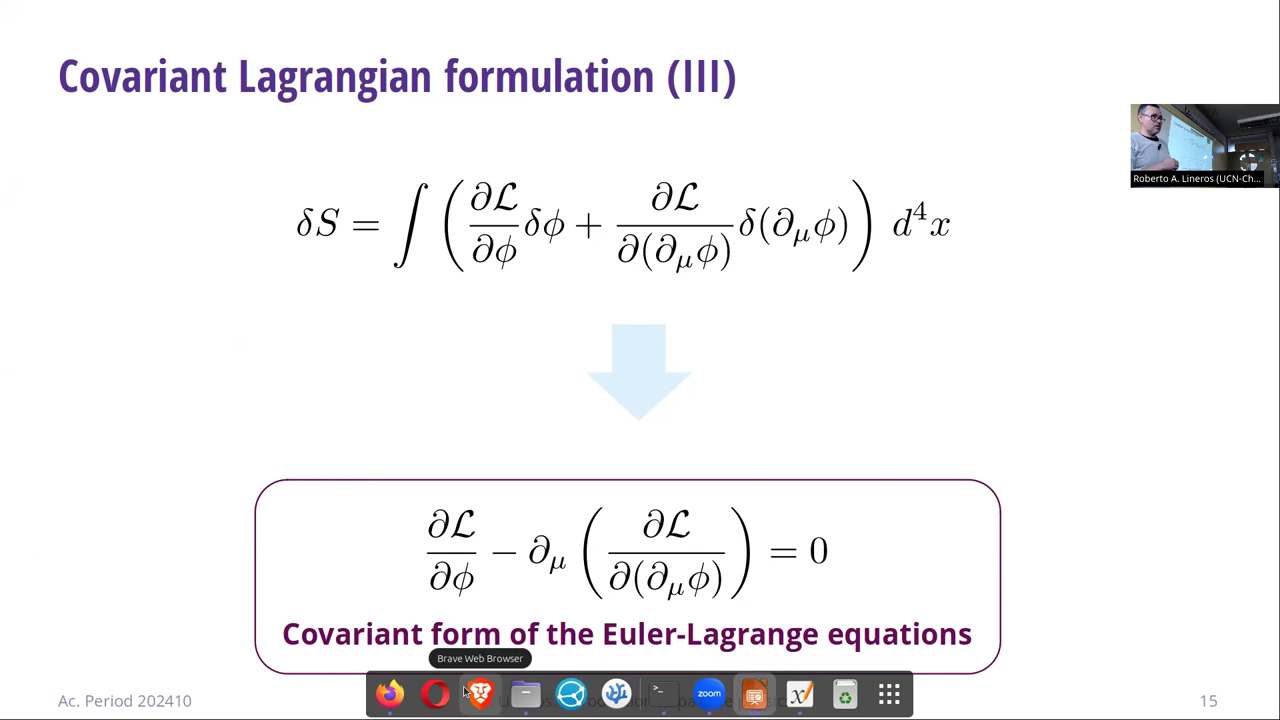 Covariant Lagrangian formulation (III)
δS = ∫ ( ∂ℒ/∂ϕ δϕ + ∂ℒ/∂(∂_μϕ) δ(∂_μϕ) ) d⁴x
Roberto A. Lineros (UCN-Ch...
∂ℒ/∂ϕ − ∂_μ ( ∂ℒ/∂(∂_μϕ) ) = 0
Covariant form of the Euler-Lagrange equations
Brave Web Browser
zoom
Ac. Period 202410
15